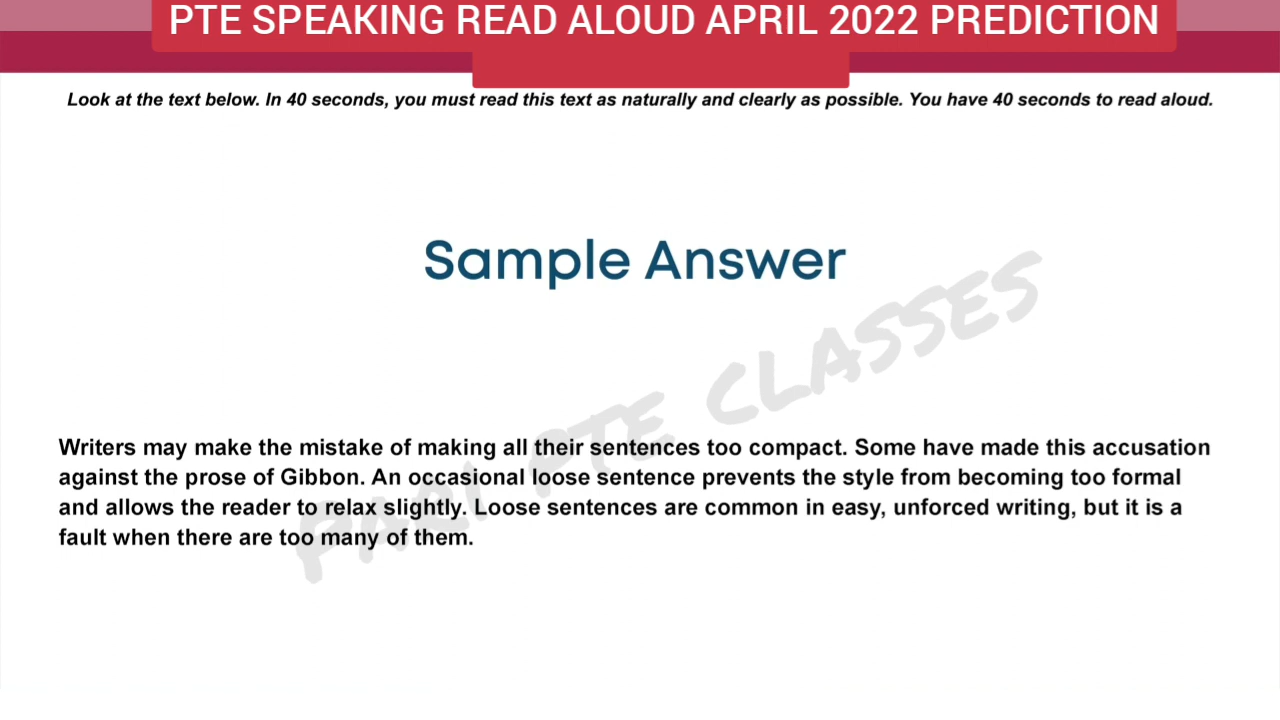 PTE SPEAKING READ ALOUD APRIL 2022 PREDICTION
Look at the text below. In 40 seconds, you must read this text as naturally and clearly as possible. You have 40 seconds to read aloud.
Sample Answer
PARI PTE CLASSES
Writers may make the mistake of making all their sentences too compact. Some have made this accusation
against the prose of Gibbon. An occasional loose sentence prevents the style from becoming too formal
and allows the reader to relax slightly. Loose sentences are common in easy, unforced writing, but it is a
fault when there are too many of them.